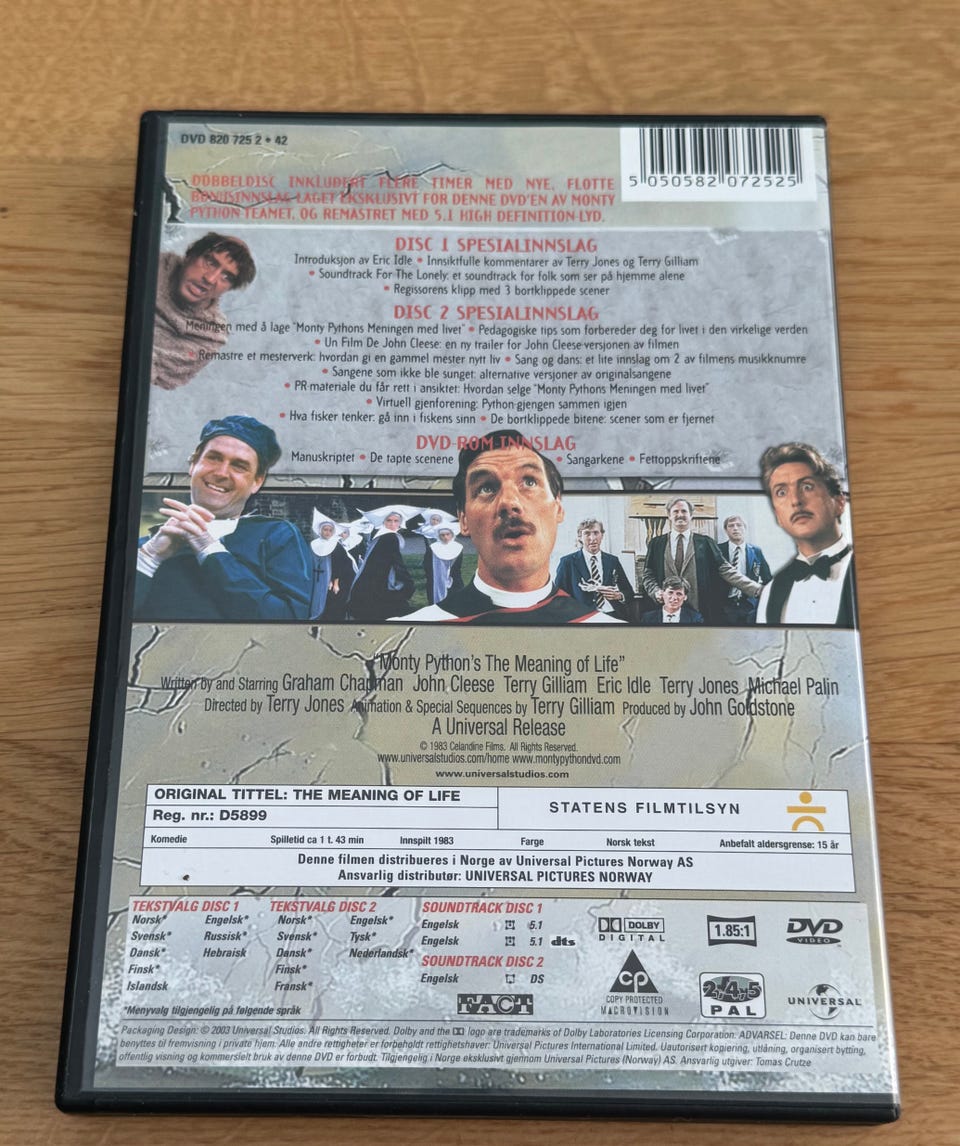 DVD 820 725 2 • 42
5 050582 072525
DOBBELDISC INKLUDERT FLERE TIMER MED NYE, FLOTTE
BONUSINNSLAG LAGET EKSKLUSIVT FOR DENNE DVD'EN AV MONTY
PYTHON-TEAMET, OG REMASTRET MED 5.1 HIGH DEFINITION-LYD.
DISC 1 SPESIALINNSLAG
Introduksjon av Eric Idle • Innsiktfulle kommentarer av Terry Jones og Terry Gilliam
• Soundtrack For The Lonely: et soundtrack for folk som ser på hjemme alene
• Regissorens klipp med 3 bortklippede scener
DISC 2 SPESIALINNSLAG
Meningen med å lage "Monty Pythons Meningen med livet" • Pedagogiske tips som forbereder deg for livet i den virkelige verden
• Un Film De John Cleese: en ny trailer for John Cleese-versjonen av filmen
• Remastre et mesterverk: hvordan gi en gammel mester nytt liv • Sang og dans: et lite innslag om 2 av filmens musikknumre
• Sangene som ikke ble sunget: alternative versjoner av originalsangene
• PR-materiale du får rett i ansiktet: Hvordan selge "Monty Pythons Meningen med livet"
• Virtuell gjenforening: Python-gjengen sammen igjen
• Hva fisker tenker: gå inn i fiskens sinn • De bortklippede bitene: scener som er fjernet
DVD-ROM INNSLAG
Manuskriptet • De tapte scenene • Sangarkene • Fettoppskriftene
"Monty Python's The Meaning of Life"
Written by and Starring Graham Chapman John Cleese Terry Gilliam Eric Idle Terry Jones Michael Palin
Directed by Terry Jones Animation & Special Sequences by Terry Gilliam Produced by John Goldstone
A Universal Release
© 1983 Celandine Films. All Rights Reserved.
www.universalstudios.com/home www.montypythondvd.com
www.universalstudios.com
ORIGINAL TITTEL: THE MEANING OF LIFE
Reg. nr.: D5899
STATENS FILMTILSYN
Komedie Spilletid ca 1 t. 43 min Innspilt 1983 Farge Norsk tekst Anbefalt aldersgrense: 15 år
Denne filmen distribueres i Norge av Universal Pictures Norway AS
Ansvarlig distributør: UNIVERSAL PICTURES NORWAY
TEKSTVALG DISC 1
Norsk* Engelsk*
Svensk* Russisk*
Dansk* Hebraisk
Finsk*
Islandsk
TEKSTVALG DISC 2
Norsk* Engelsk*
Svensk* Tysk*
Dansk* Nederlandsk*
Finsk*
Fransk*
*Menyvalg tilgjengelig på følgende språk
SOUNDTRACK DISC 1
Engelsk 5.1
Engelsk 5.1 dts
SOUNDTRACK DISC 2
Engelsk DS
FACT
DOLBY
DIGITAL
1.85:1
DVD
VIDEO
CP
COPY PROTECTED
MACROVISION
2,4,5
PAL
UNIVERSAL
Packaging Design: © 2003 Universal Studios. All Rights Reserved. Dolby and the logo are trademarks of Dolby Laboratories Licensing Corporation. ADVARSEL: Denne DVD kan bare
benyttes til fremvisning i private hjem. Alle andre rettigheter er forbeholdt rettighetshaver: Universal Pictures International Limited. Uautorisert kopiering, utlåning, organisert bytting,
offentlig visning og kommersielt bruk av denne DVD er forbudt. Tilgjengelig i Norge eksklusivt gjennom Universal Pictures (Norway) AS. Ansvarlig utgiver: Tomas Crutze